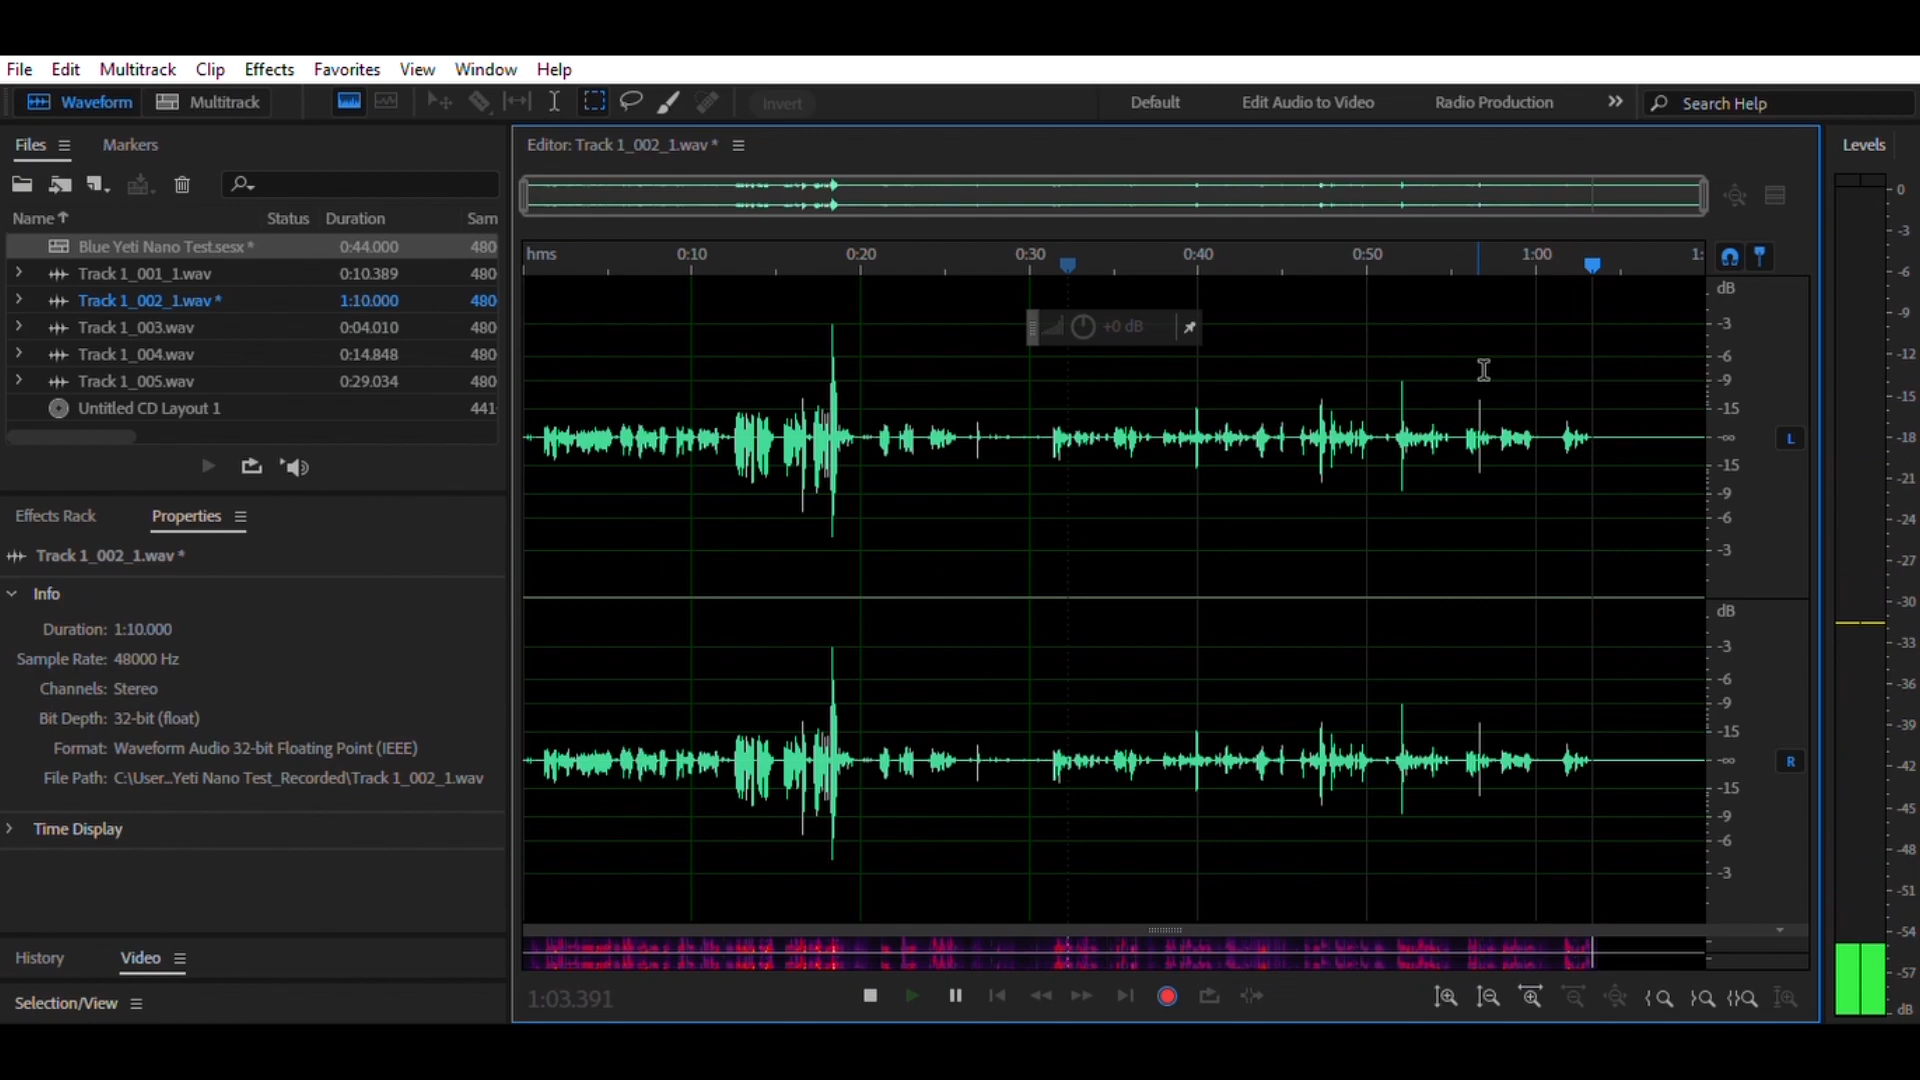 File Edit Multitrack Clip Effects Favorites View Window Help
Waveform Multitrack Invert Default Edit Audio to Video Radio Production >> Search Help
Files Markers
Name Status Duration Sam
Blue Yeti Nano Test.sesx * 0:44.000 480
Track 1_001_1.wav 0:10.389 480
Track 1_002_1.wav * 1:10.000 480
Track 1_003.wav 0:04.010 480
Track 1_004.wav 0:14.848 480
Track 1_005.wav 0:29.034 480
Untitled CD Layout 1 441
Effects Rack Properties
Track 1_002_1.wav *
Info
Duration: 1:10.000
Sample Rate: 48000 Hz
Channels: Stereo
Bit Depth: 32-bit (float)
Format: Waveform Audio 32-bit Floating Point (IEEE)
File Path: C:\User...Yeti Nano Test_Recorded\Track 1_002_1.wav
Time Display
History Video
Selection/View
Editor: Track 1_002_1.wav *
hms 0:10 0:20 0:30 0:40 0:50 1:00 1:
+0 dB
dB
-3
-6
-9
-15
-∞
-15
-9
-6
-3
L
dB
-3
-6
-9
-15
-∞
-15
-9
-6
-3
R
1:03.391
Levels
0
-3
-6
-9
-12
-15
-18
-21
-24
-27
-30
-33
-36
-39
-42
-45
-48
-51
-54
-57
dB